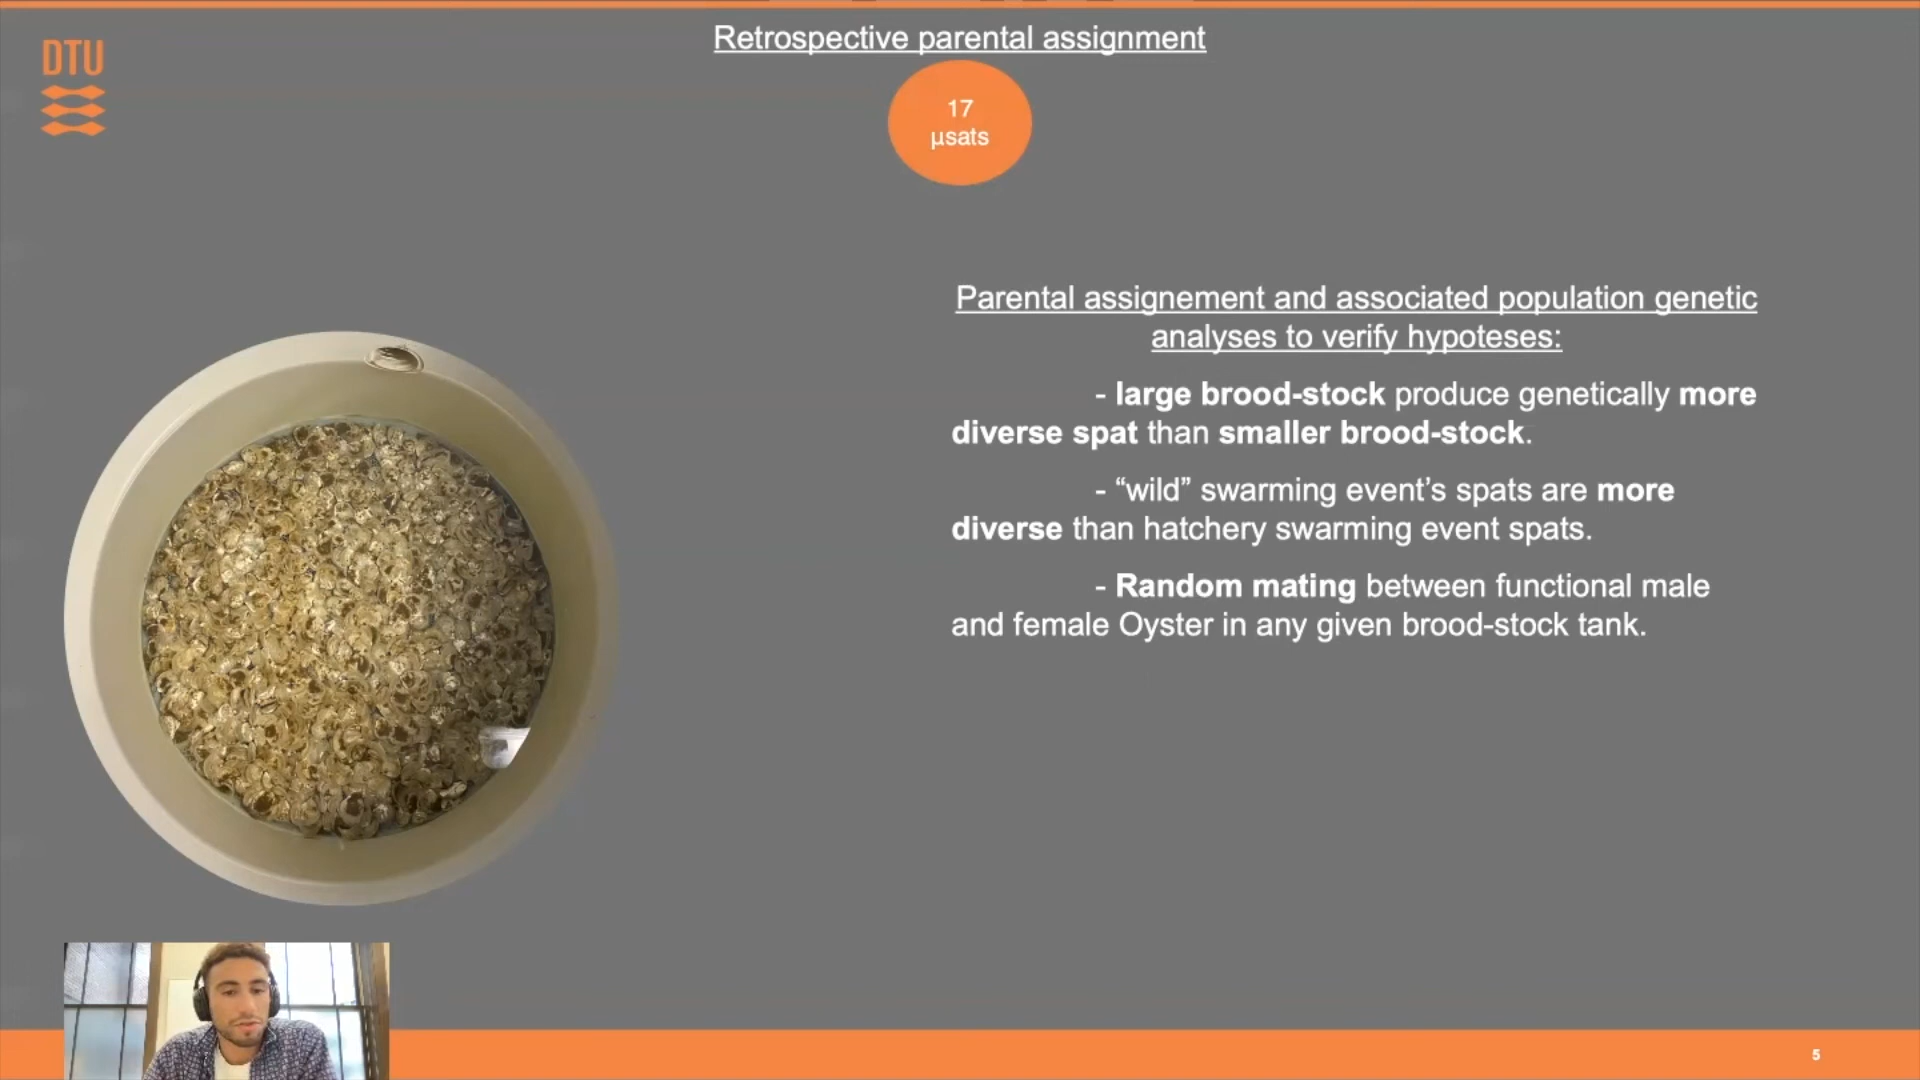 Retrospective parental assignment
DTU
17
µsats
Parental assignement and associated population genetic
analyses to verify hypoteses:
- large brood-stock produce genetically more
diverse spat than smaller brood-stock.
- “wild” swarming event’s spats are more
diverse than hatchery swarming event spats.
- Random mating between functional male
and female Oyster in any given brood-stock tank.
5